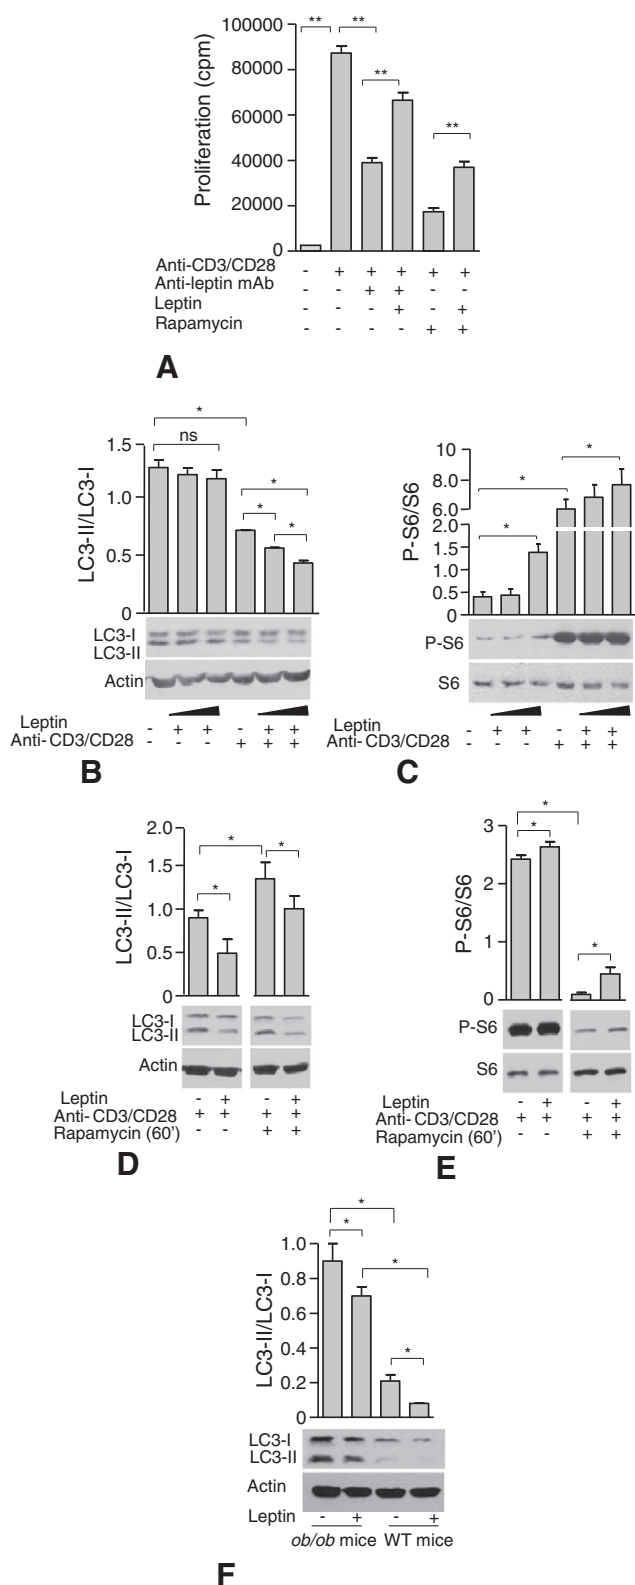 **
**
**
**
100000
80000
60000
40000
20000
0
Proliferation (cpm)
Anti-CD3/CD28 - + + + + +
Anti-leptin mAb - - + + - -
Leptin - - - + - +
Rapamycin - - - - + +
A
*
ns
*
*
*
1.5
1.0
0.5
0
LC3-II/LC3-I
LC3-I
LC3-II
Actin
Leptin - + + - + +
Anti-CD3/CD28 - - - + + +
B
*
*
*
10
8.0
6.0
2.0
1.5
1.0
0.5
0
P-S6/S6
P-S6
S6
Leptin - + + - + +
Anti-CD3/CD28 - - - + + +
C
*
*
*
2.0
1.5
1.0
0.5
0
LC3-II/LC3-I
LC3-I
LC3-II
Actin
Leptin - + - +
Anti-CD3/CD28 + + + +
Rapamycin (60') - - + +
D
*
*
*
3
2
1
0
P-S6/S6
P-S6
S6
Leptin - + - +
Anti-CD3/CD28 + + + +
Rapamycin (60') - - + +
E
*
*
*
*
1.0
0.8
0.6
0.4
0.2
0
LC3-II/LC3-I
LC3-I
LC3-II
Actin
Leptin - + - +
ob/ob mice WT mice
F